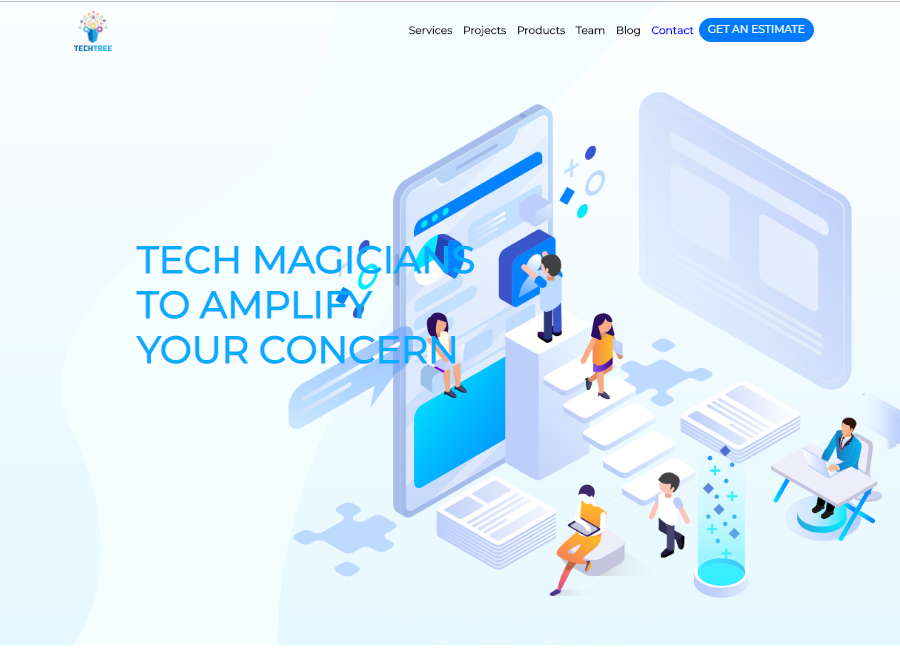 TECHTREE
Services Projects Products Team Blog Contact GET AN ESTIMATE
TECH MAGICIANS
TO AMPLIFY
YOUR CONCERN